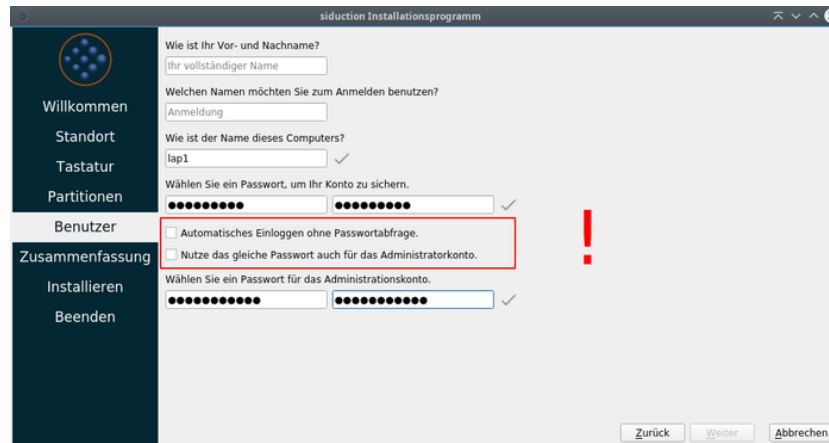 siduction Installationsprogramm
Wie ist Ihr Vor- und Nachname?
Ihr vollständiger Name
Welchen Namen möchten Sie zum Anmelden benutzen?
Anmeldung
Wie ist der Name dieses Computers?
lap1
Wählen Sie ein Passwort, um Ihr Konto zu sichern.
●●●●●●●●● ●●●●●●●●●
Automatisches Einloggen ohne Passwortabfrage.
Nutze das gleiche Passwort auch für das Administratorkonto.
!
Wählen Sie ein Passwort für das Administrationskonto.
●●●●●●●●●●● ●●●●●●●●●●●
Willkommen
Standort
Tastatur
Partitionen
Benutzer
Zusammenfassung
Installieren
Beenden
Zurück Weiter Abbrechen